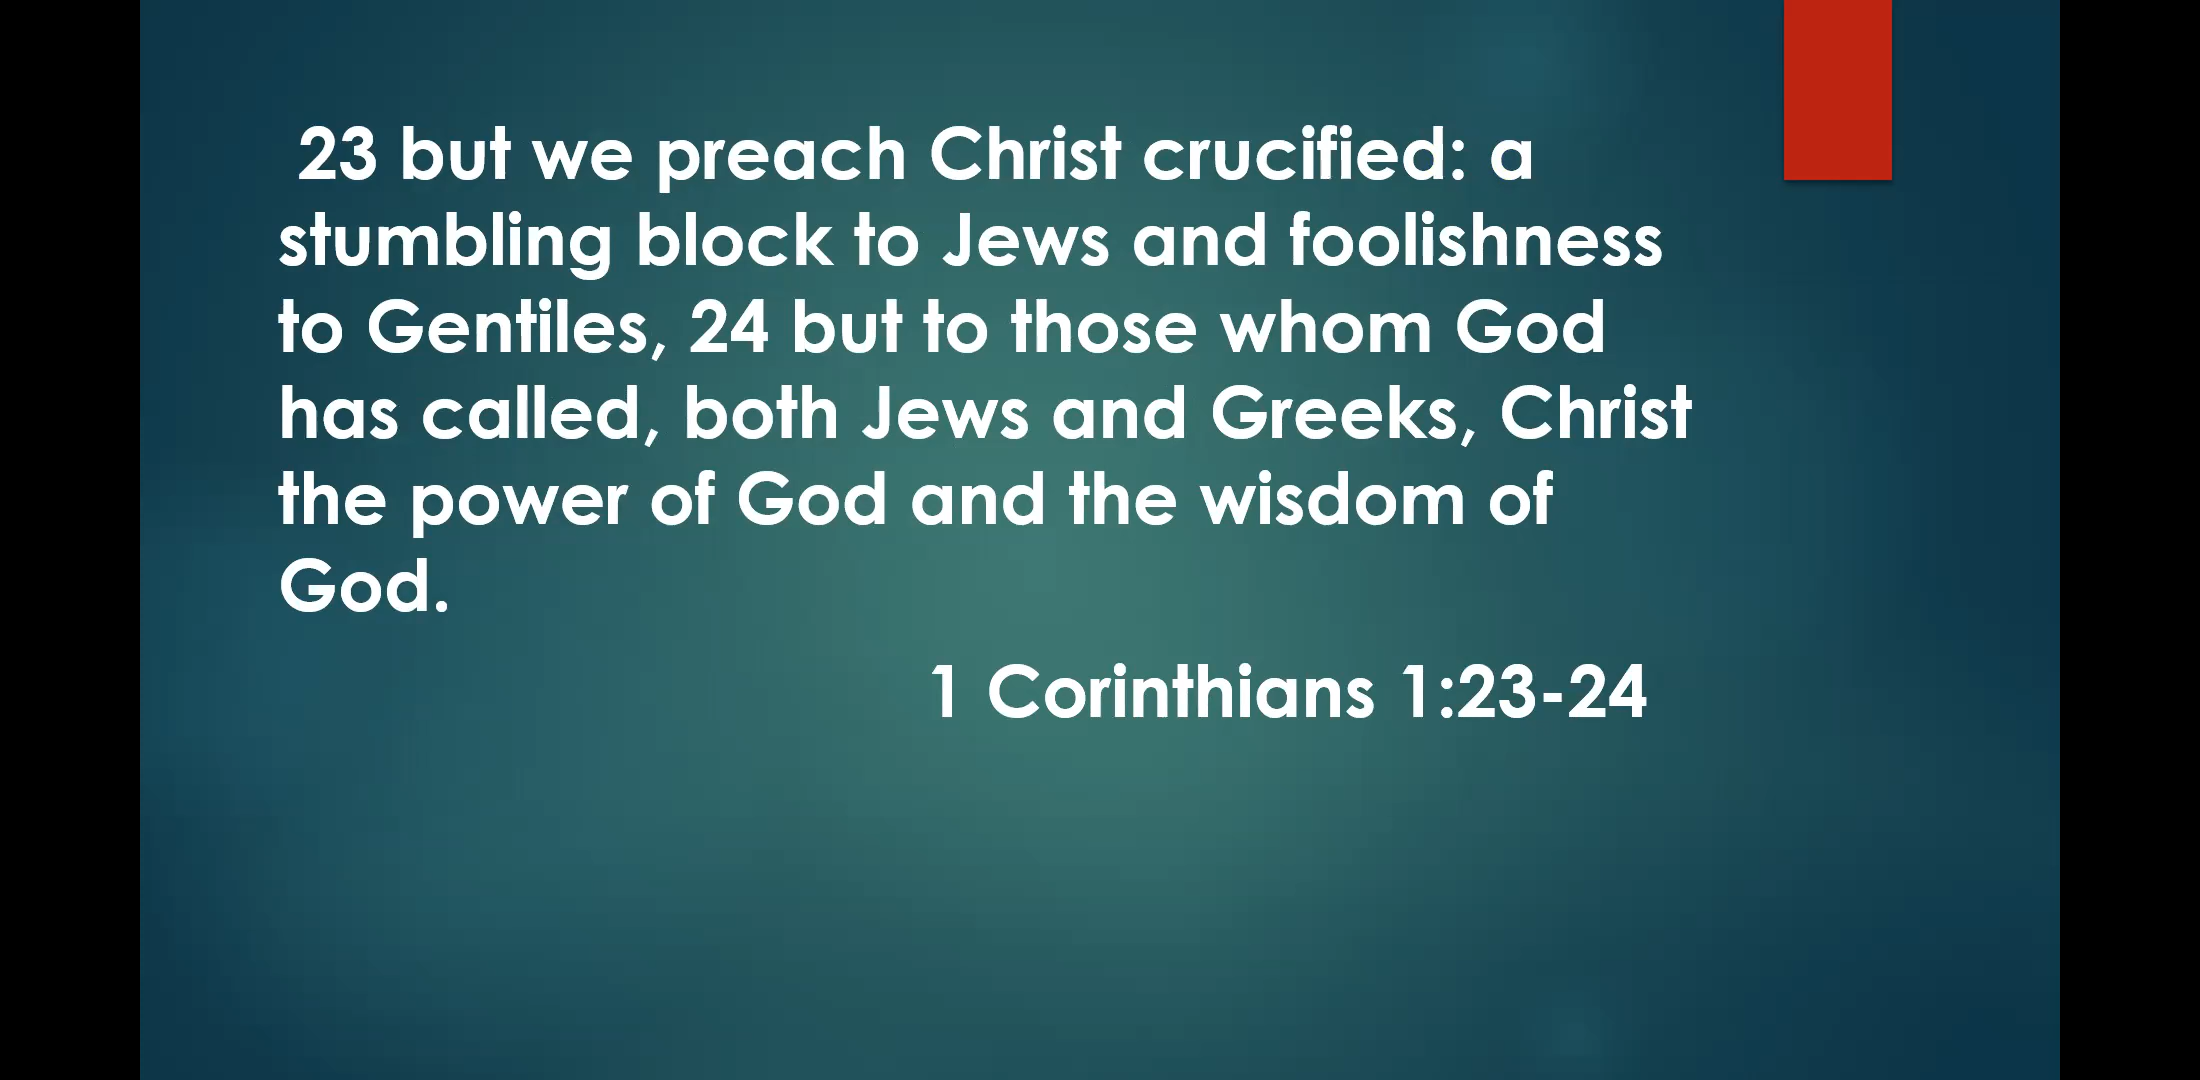 23 but we preach Christ crucified: a
stumbling block to Jews and foolishness
to Gentiles, 24 but to those whom God
has called, both Jews and Greeks, Christ
the power of God and the wisdom of
God.
1 Corinthians 1:23-24